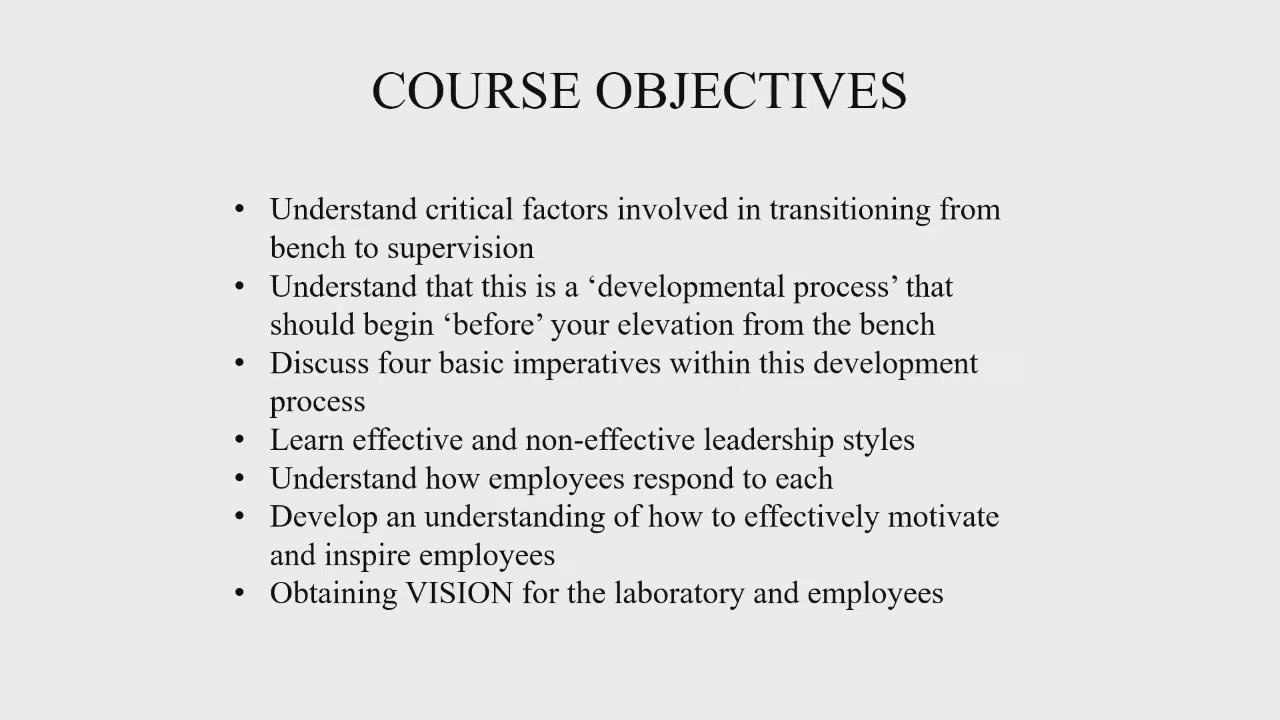 COURSE OBJECTIVES
• Understand critical factors involved in transitioning from
bench to supervision
• Understand that this is a ‘developmental process’ that
should begin ‘before’ your elevation from the bench
• Discuss four basic imperatives within this development
process
• Learn effective and non-effective leadership styles
• Understand how employees respond to each
• Develop an understanding of how to effectively motivate
and inspire employees
• Obtaining VISION for the laboratory and employees